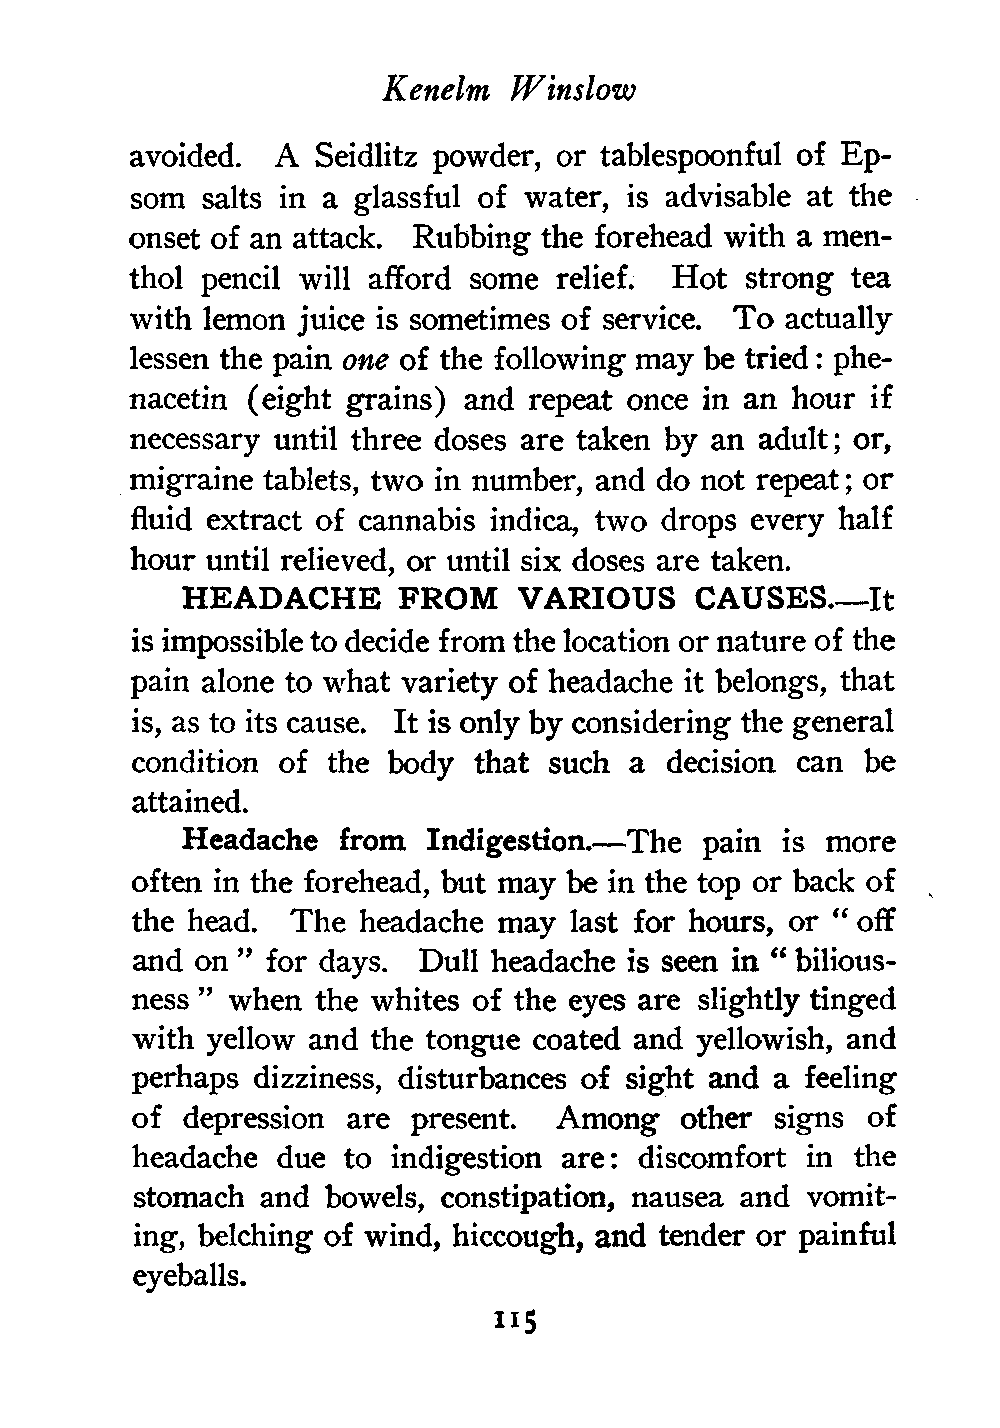 Kenelm Winslow
avoided. A Seidlitz powder, or tablespoonful of Ep-
som salts in a glassful of water, is advisable at the
onset of an attack. Rubbing the forehead with a men-
thol pencil will afford some relief. Hot strong tea
with lemon juice is sometimes of service. To actually
lessen the pain one of the following may be tried: phe-
nacetin (eight grains) and repeat once in an hour if
necessary until three doses are taken by an adult; or,
migraine tablets, two in number, and do not repeat; or
fluid extract of cannabis indica, two drops every half
hour until relieved, or until six doses are taken.
HEADACHE FROM VARIOUS CAUSES.—It
is impossible to decide from the location or nature of the
pain alone to what variety of headache it belongs, that
is, as to its cause. It is only by considering the general
condition of the body that such a decision can be
attained.
Headache from Indigestion.—The pain is more
often in the forehead, but may be in the top or back of
the head. The headache may last for hours, or “ off
and on ” for days. Dull headache is seen in “ bilious-
ness ” when the whites of the eyes are slightly tinged
with yellow and the tongue coated and yellowish, and
perhaps dizziness, disturbances of sight and a feeling
of depression are present. Among other signs of
headache due to indigestion are: discomfort in the
stomach and bowels, constipation, nausea and vomit-
ing, belching of wind, hiccough, and tender or painful
eyeballs.
115